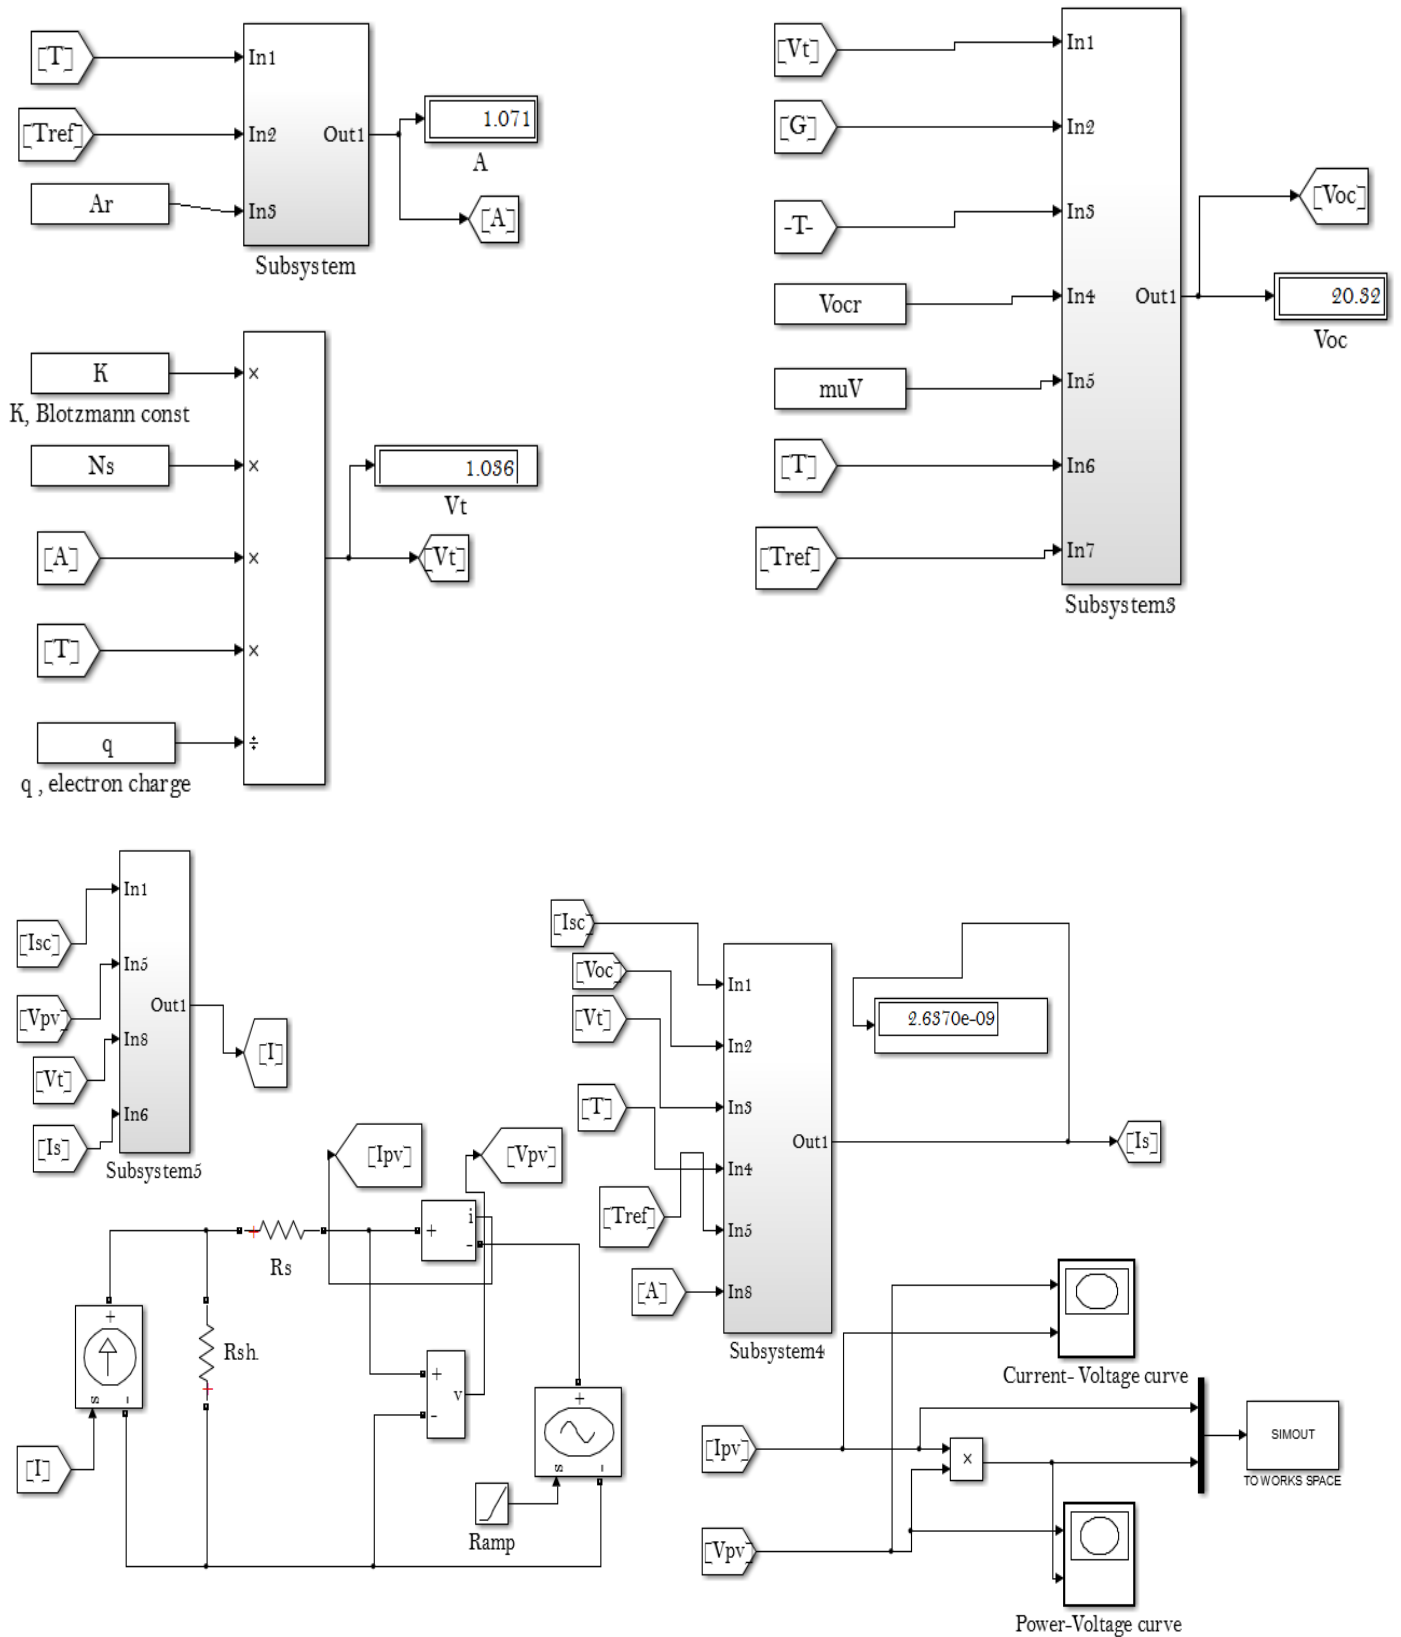 [T]
In1
[Tref]
In2
Out1
1.071
A
Ar
In3
[A]
Subsystem
[Vt]
In1
[G]
In2
-T-
In3
[Voc]
Vocr
In4
Out1
20.32
Voc
muV
In5
[T]
In6
[Tref]
In7
Subsystem3
K
×
K, Blotzmann const
Ns
×
1.036
Vt
[A]
×
[Vt]
[T]
×
q
÷
q , electron charge
In1
[Isc]
In5
[Vpv]
Out1
In8
[I]
[Vt]
In6
[Is]
Subsystem5
[Isc]
[Voc]
In1
[Vt]
2.6370e-09
In2
[T]
In3
Out1
[Is]
In4
[Tref]
In5
[A]
In8
Subsystem4
[Ipv]
[Vpv]
+
i
-
Rs
+
s
-
Rsh.
+
-
v
+
s
-
[I]
Ramp
Current- Voltage curve
[Ipv]
×
SIMOUT
TO WORKS SPACE
[Vpv]
Power-Voltage curve